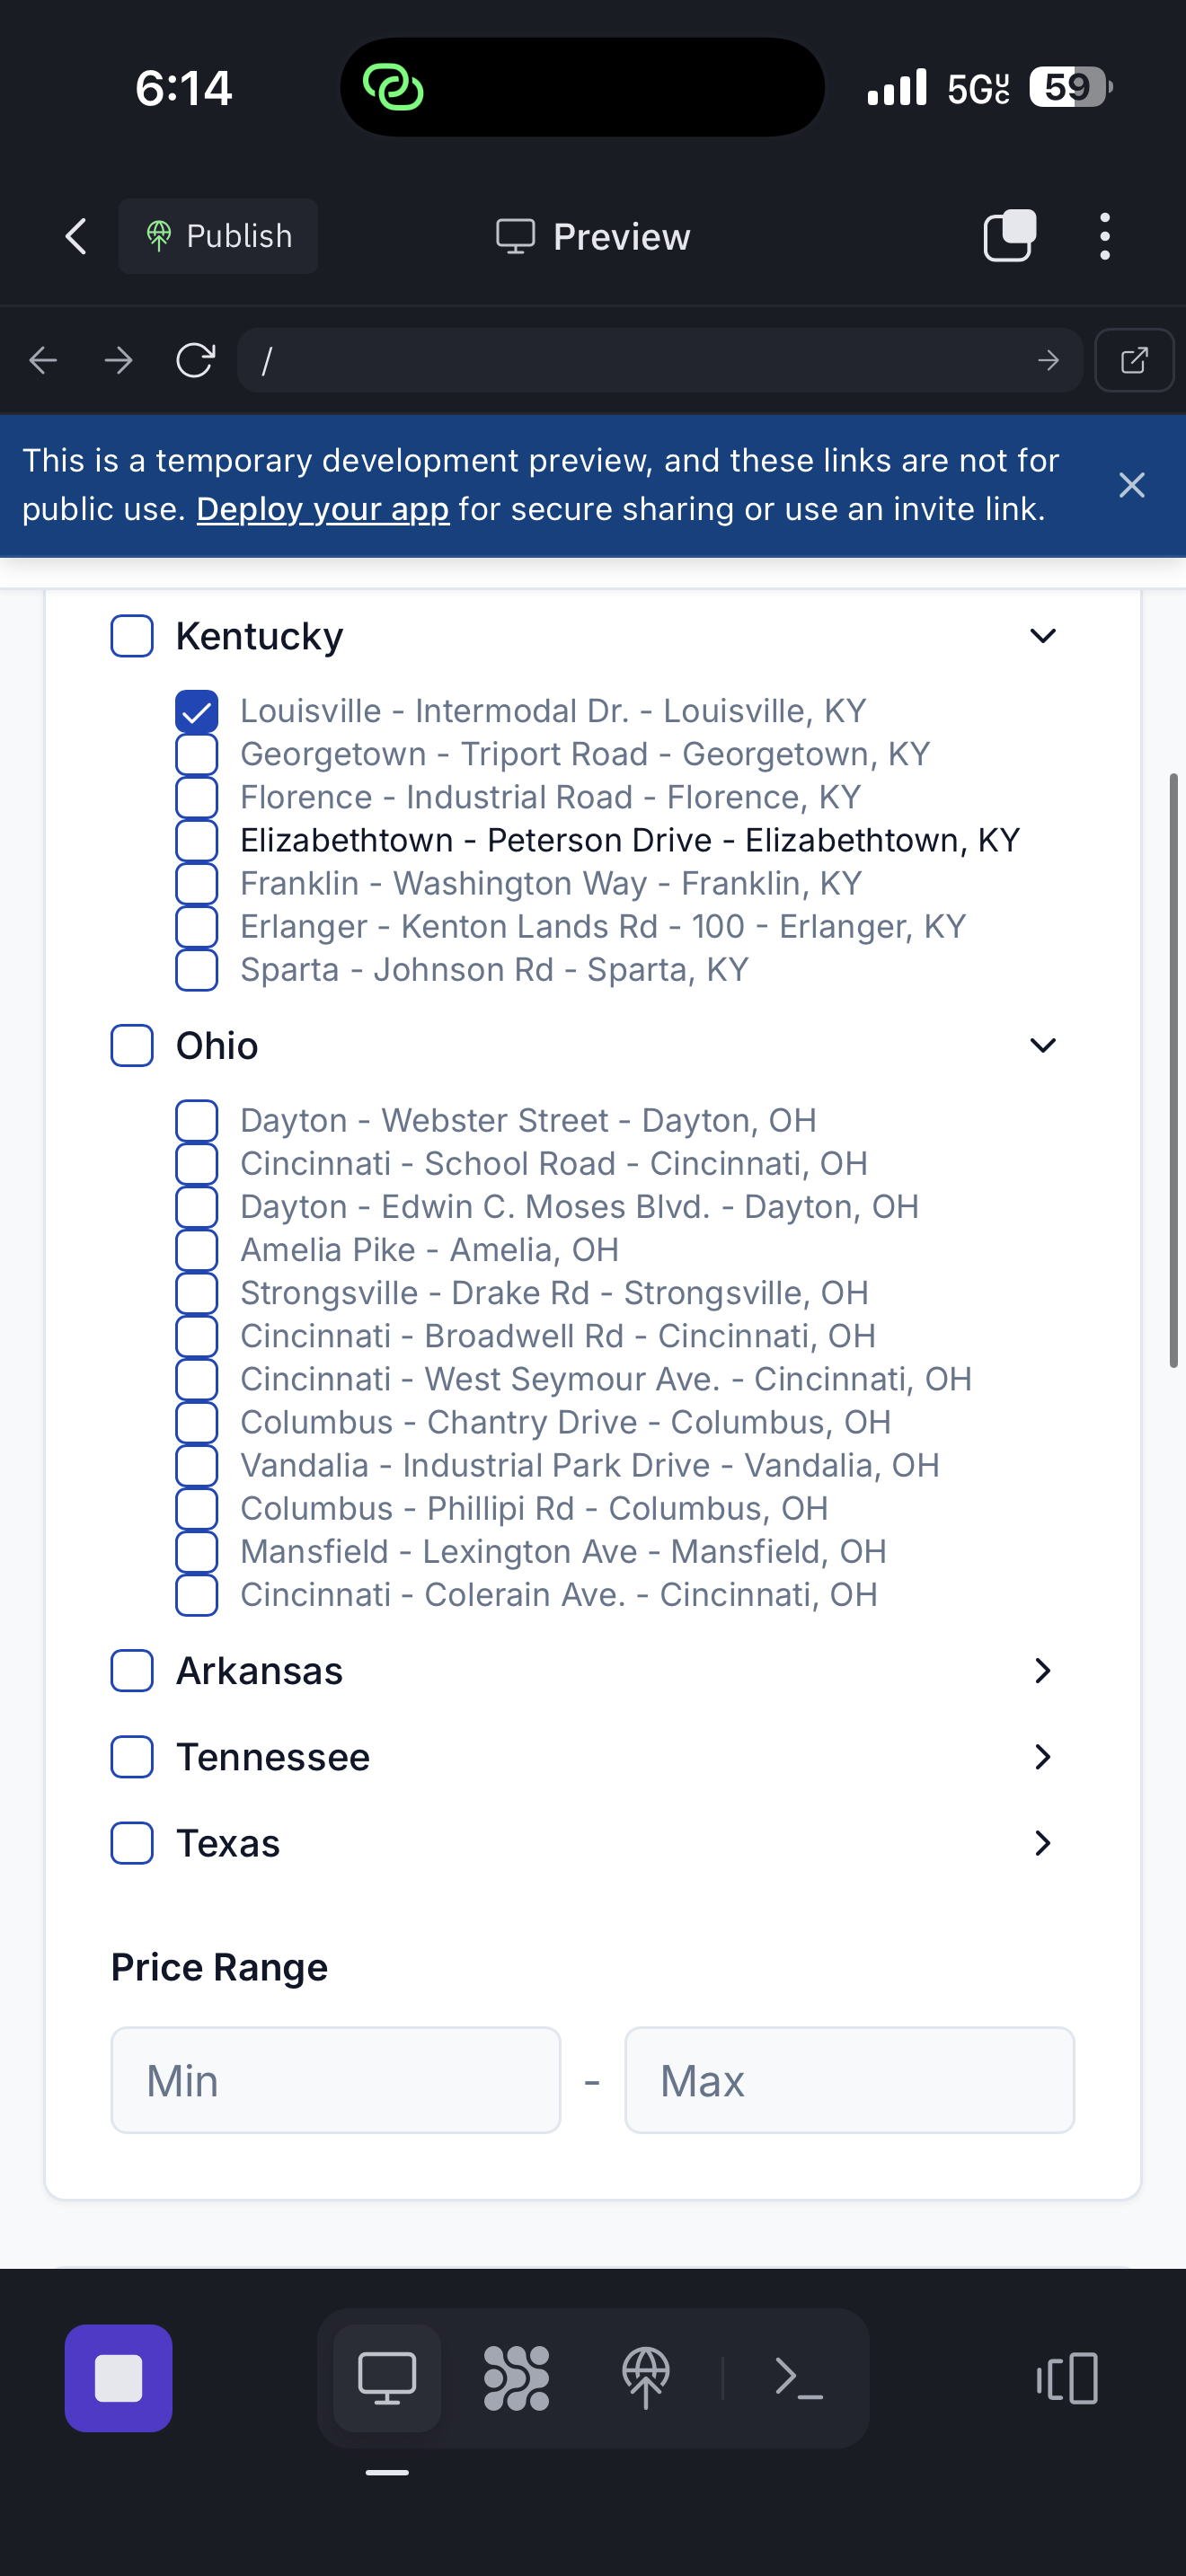 6:14
5G UC
59
Publish
Preview
/
This is a temporary development preview, and these links are not for
public use. Deploy your app for secure sharing or use an invite link.
Kentucky
Louisville - Intermodal Dr. - Louisville, KY
Georgetown - Triport Road - Georgetown, KY
Florence - Industrial Road - Florence, KY
Elizabethtown - Peterson Drive - Elizabethtown, KY
Franklin - Washington Way - Franklin, KY
Erlanger - Kenton Lands Rd - 100 - Erlanger, KY
Sparta - Johnson Rd - Sparta, KY
Ohio
Dayton - Webster Street - Dayton, OH
Cincinnati - School Road - Cincinnati, OH
Dayton - Edwin C. Moses Blvd. - Dayton, OH
Amelia Pike - Amelia, OH
Strongsville - Drake Rd - Strongsville, OH
Cincinnati - Broadwell Rd - Cincinnati, OH
Cincinnati - West Seymour Ave. - Cincinnati, OH
Columbus - Chantry Drive - Columbus, OH
Vandalia - Industrial Park Drive - Vandalia, OH
Columbus - Phillipi Rd - Columbus, OH
Mansfield - Lexington Ave - Mansfield, OH
Cincinnati - Colerain Ave. - Cincinnati, OH
Arkansas
Tennessee
Texas
Price Range
Min - Max